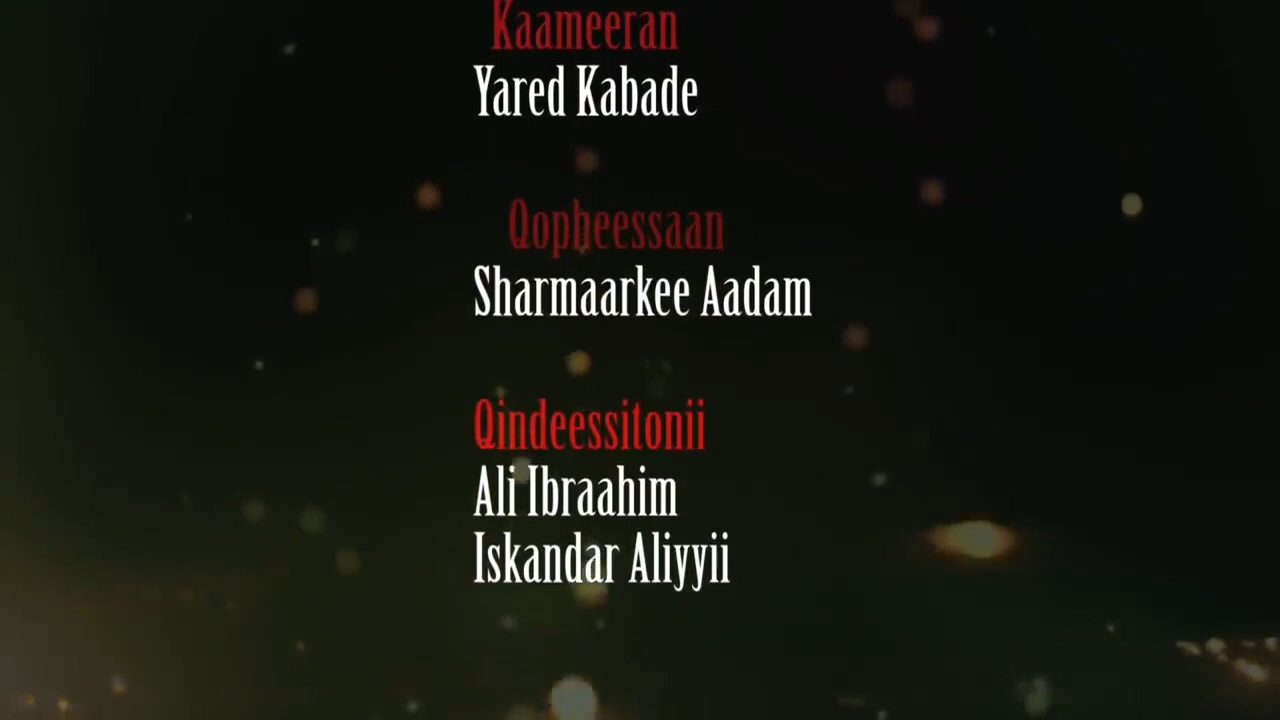 Kaameeran
Yared Kabade
Qopheessaan
Sharmaarkee Aadam
Qindeessitonii
Ali Ibraahim
Iskandar Aliyyii